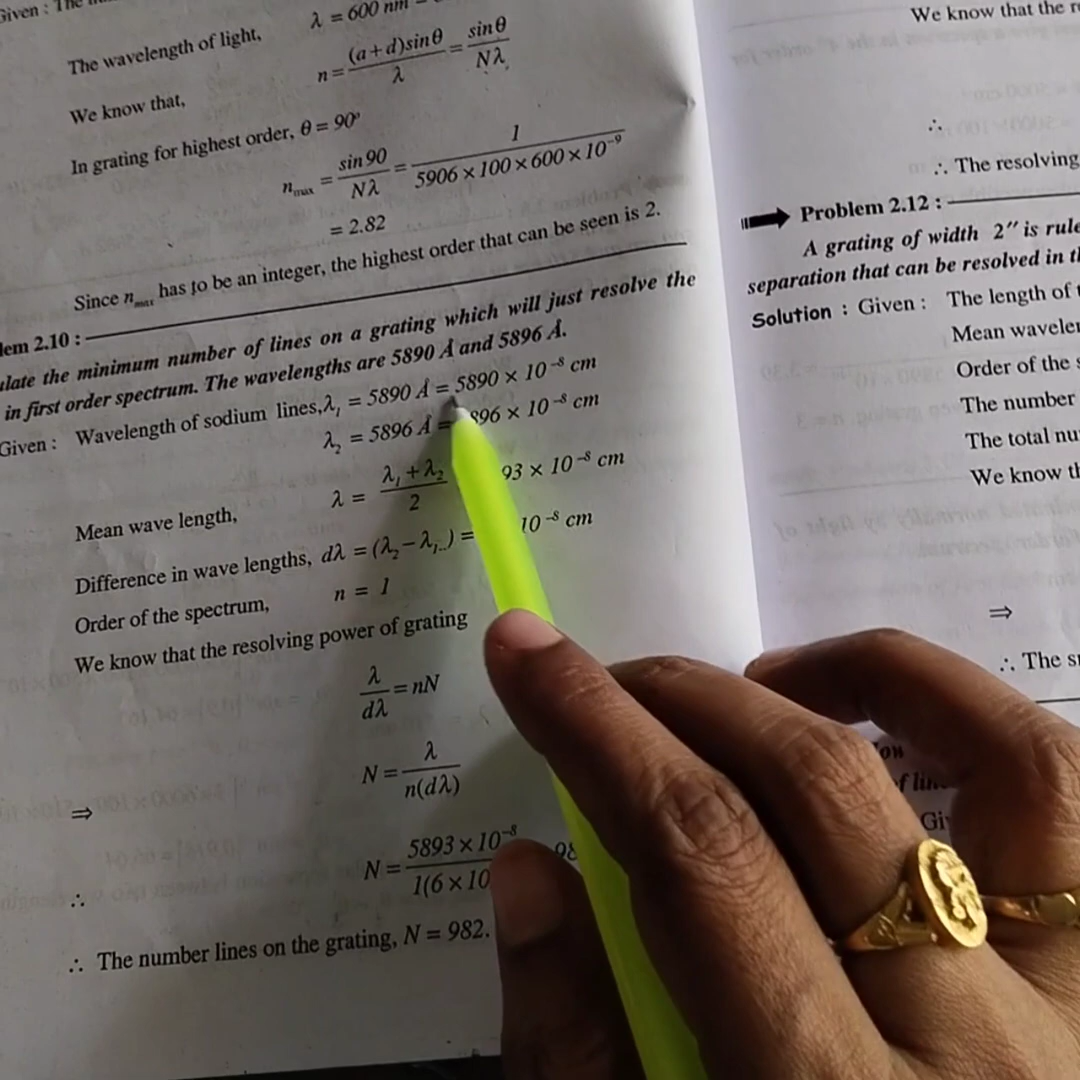 λ = 600 nm
The wavelength of light,
n = (a+d)sinθ / λ = sinθ / Nλ
We know that,
In grating for highest order, θ = 90°
n_max = sin 90 / Nλ = 1 / 5906 × 100 × 600 × 10⁻⁹
= 2.82
Since n_max has to be an integer, the highest order that can be seen is 2.
2.10 :
minimum number of lines on a grating which will just resolve the
in first order spectrum. The wavelengths are 5890 Å and 5896 Å.
Given : Wavelength of sodium lines, λ₁ = 5890 Å = 5890 × 10⁻⁸ cm
λ₂ = 5896 Å = 896 × 10⁻⁸ cm
Mean wave length, λ = λ₁ + λ₂ / 2 93 × 10⁻⁸ cm
Difference in wave lengths, dλ = (λ₂ − λ₁) = 10⁻⁸ cm
Order of the spectrum, n = 1
We know that the resolving power of grating
λ / dλ = nN
⇒ N = λ / n(dλ)
∴ N = 5893 × 10⁻⁸ / 1(6 × 10
∴ The number lines on the grating, N = 982.
We know that the
∴
∴ The resolving
Problem 2.12 :
A grating of width 2″ is rule
separation that can be resolved in
Solution : Given : The length of
Mean wavele
Order of the
The number
The total nu
We know
⇒
∴ The